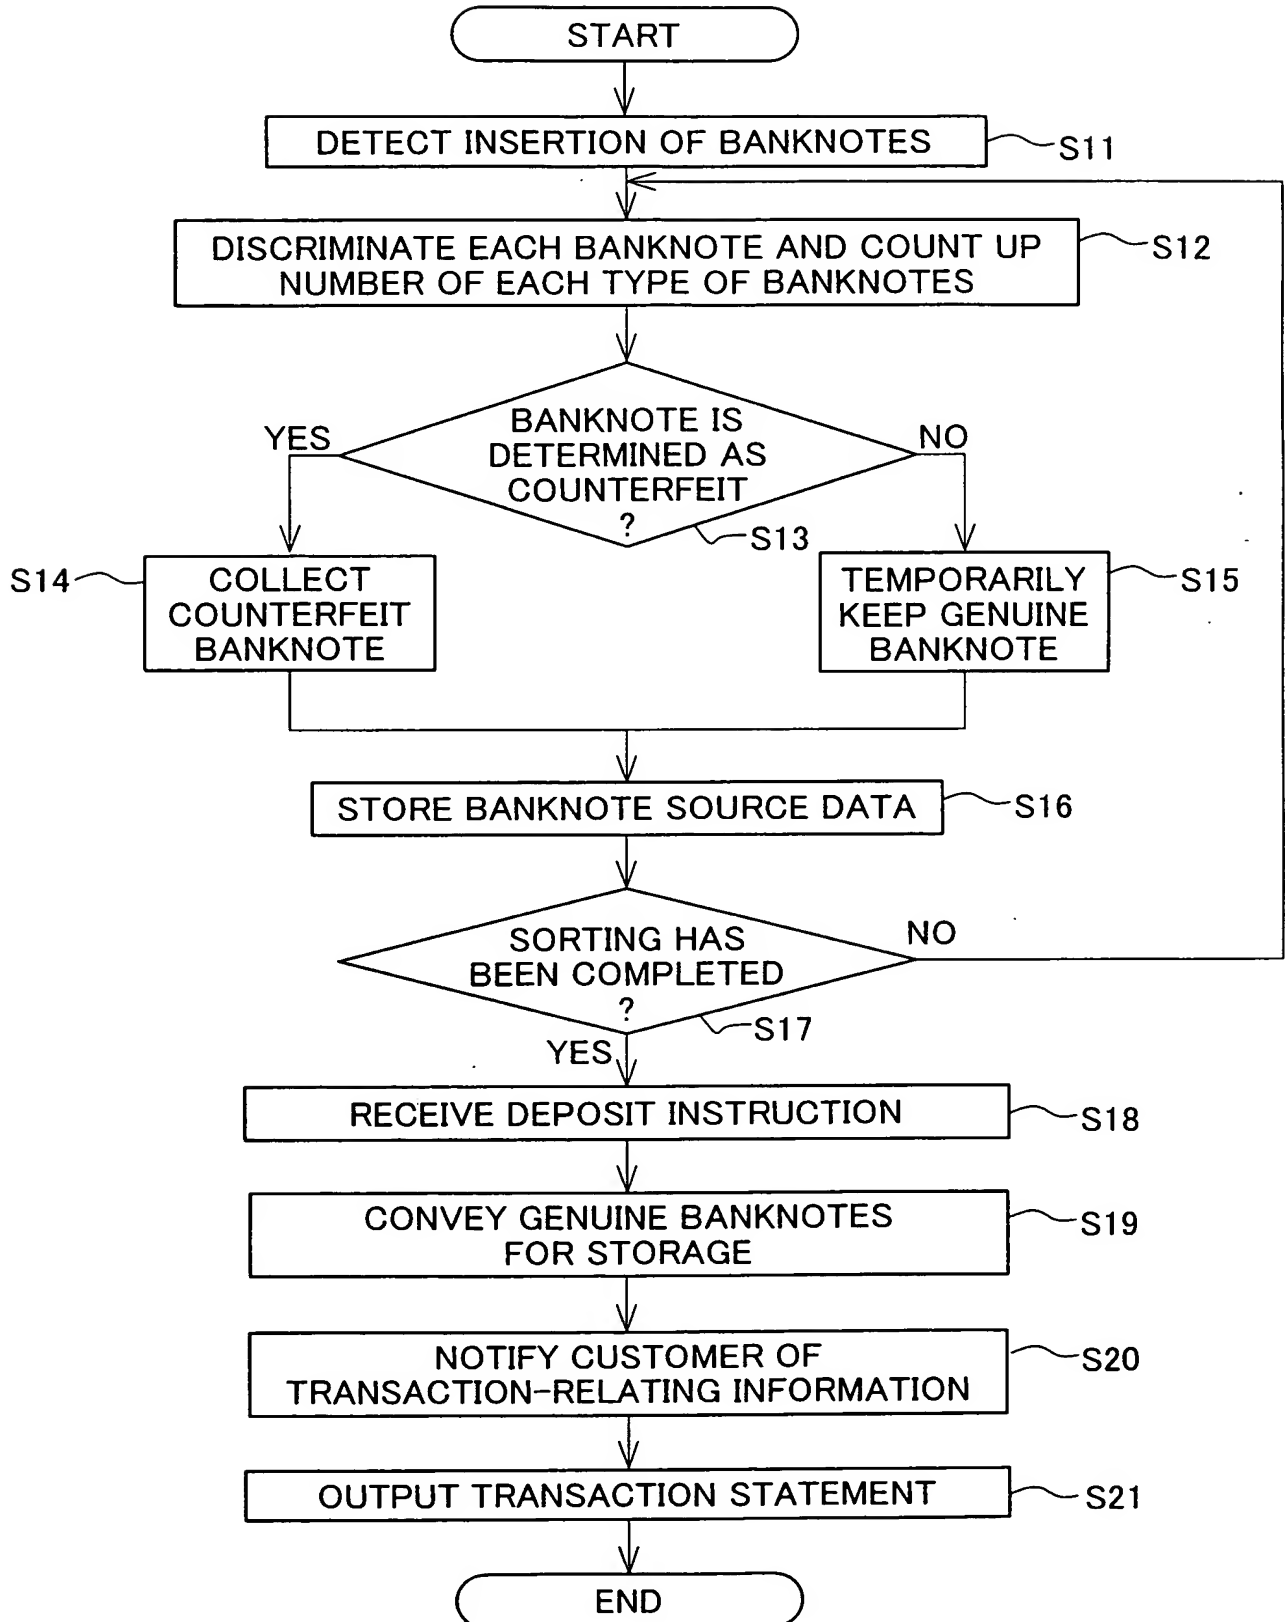 START
DETECT INSERTION OF BANKNOTES
S11
DISCRIMINATE EACH BANKNOTE AND COUNT UP
NUMBER OF EACH TYPE OF BANKNOTES
S12
BANKNOTE IS
DETERMINED AS
COUNTERFEIT
?
S13
YES
NO
S14
COLLECT
COUNTERFEIT
BANKNOTE
TEMPORARILY
KEEP GENUINE
BANKNOTE
S15
STORE BANKNOTE SOURCE DATA
S16
SORTING HAS
BEEN COMPLETED
?
NO
S17
YES
RECEIVE DEPOSIT INSTRUCTION
S18
CONVEY GENUINE BANKNOTES
FOR STORAGE
S19
NOTIFY CUSTOMER OF
TRANSACTION-RELATING INFORMATION
S20
OUTPUT TRANSACTION STATEMENT
S21
END